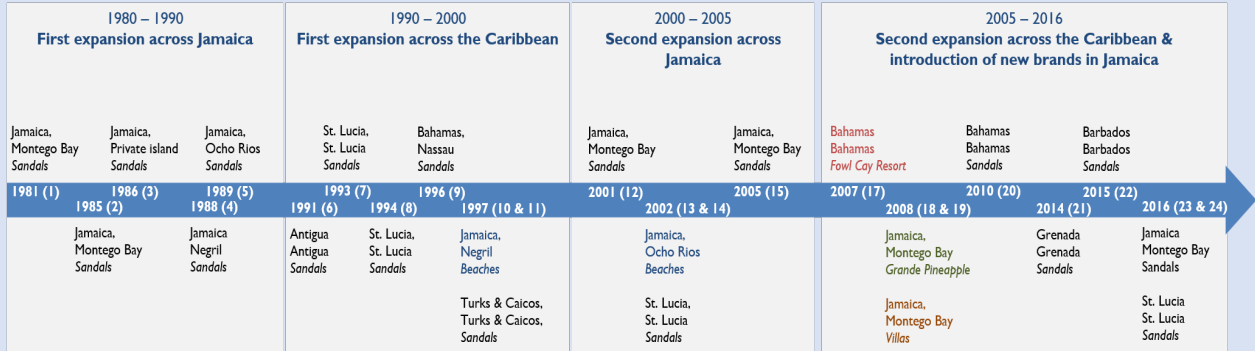 1980 – 1990
First expansion across Jamaica
1990 – 2000
First expansion across the Caribbean
2000 – 2005
Second expansion across
Jamaica
2005 – 2016
Second expansion across the Caribbean &
introduction of new brands in Jamaica
Jamaica,
Montego Bay
Sandals
Jamaica,
Private island
Sandals
Jamaica,
Ocho Rios
Sandals
St. Lucia,
St. Lucia
Sandals
Bahamas,
Nassau
Sandals
Jamaica,
Montego Bay
Sandals
Jamaica,
Montego Bay
Sandals
Bahamas
Bahamas
Fowl Cay Resort
Bahamas
Bahamas
Sandals
Barbados
Barbados
Sandals
1981 (1)
1985 (2)
1986 (3)
1988 (4)
1989 (5)
1991 (6)
1993 (7)
1994 (8)
1996 (9)
1997 (10 & 11)
2001 (12)
2002 (13 & 14)
2005 (15)
2007 (17)
2008 (18 & 19)
2010 (20)
2014 (21)
2015 (22)
2016 (23 & 24)
Jamaica,
Montego Bay
Sandals
Jamaica
Negril
Sandals
Antigua
Antigua
Sandals
St. Lucia,
St. Lucia
Sandals
Jamaica,
Negril
Beaches
Turks & Caicos,
Turks & Caicos,
Sandals
Jamaica,
Ocho Rios
Beaches
St. Lucia,
St. Lucia
Sandals
Jamaica,
Montego Bay
Grande Pineapple
Jamaica,
Montego Bay
Villas
Grenada
Grenada
Sandals
Jamaica
Montego Bay
Sandals
St. Lucia
St. Lucia
Sandals